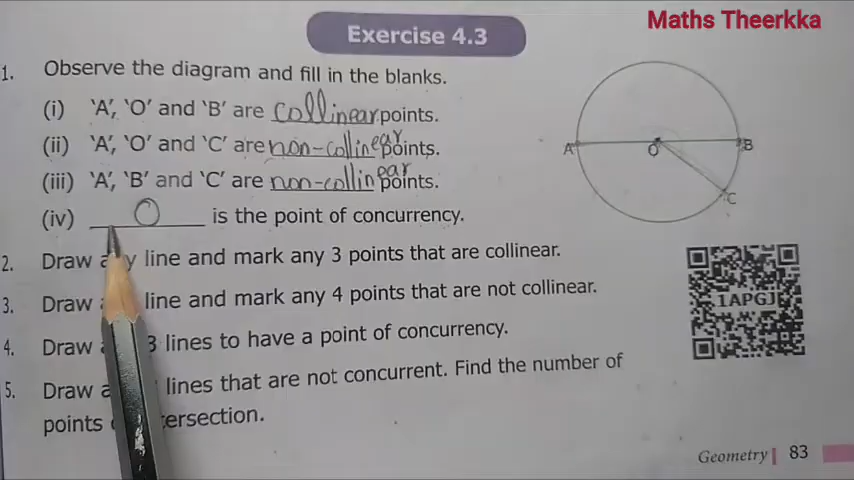 Maths Theerkka
Exercise 4.3
1. Observe the diagram and fill in the blanks.
(i) 'A', 'O' and 'B' are collinear points.
(ii) 'A', 'O' and 'C' are non-collinear points.
(iii) 'A', 'B' and 'C' are non-collinear points.
(iv) O is the point of concurrency.
A
O
B
C
2. Draw any line and mark any 3 points that are collinear.
3. Draw line and mark any 4 points that are not collinear.
4. Draw 3 lines to have a point of concurrency.
5. Draw lines that are not concurrent. Find the number of
points tersection.
1APGJ
Geometry 83